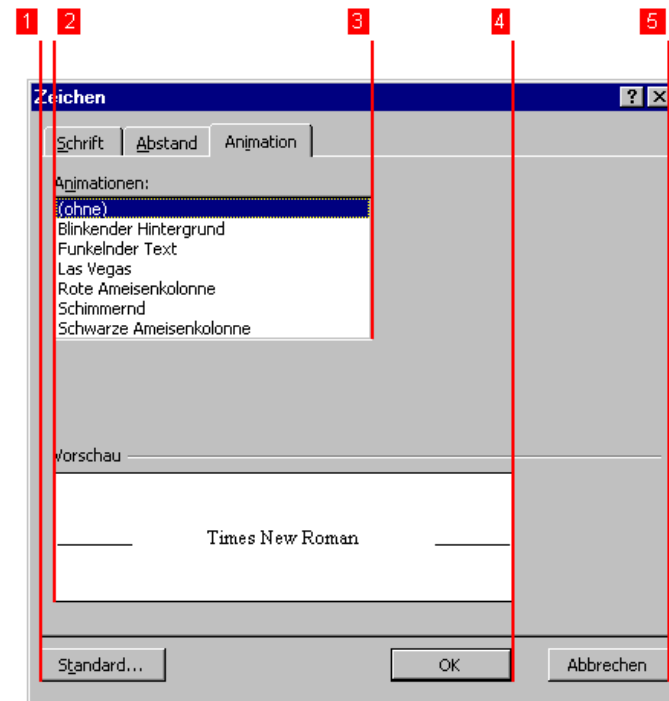 1 2 3 4 5
Zeichen
Schrift Abstand Animation
Animationen:
(ohne)
Blinkender Hintergrund
Funkelnder Text
Las Vegas
Rote Ameisenkolonne
Schimmernd
Schwarze Ameisenkolonne
Vorschau
Times New Roman
Standard... OK Abbrechen